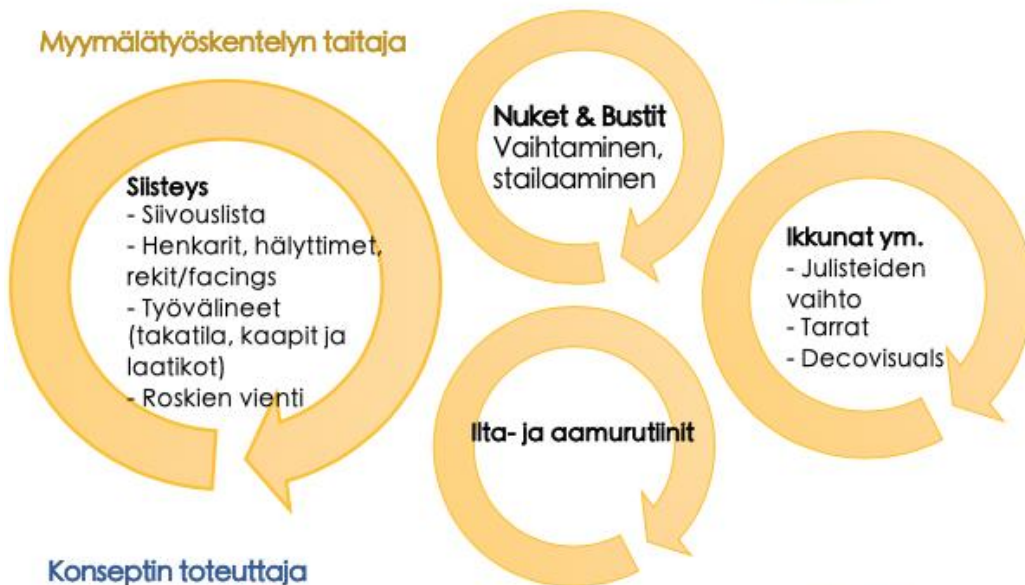 Myymälätyöskentelyn taitaja
Siisteys
- Siivouslista
- Henkarit, hälyttimet,
rekit/facings
- Työvälineet
(takatila, kaapit ja
laatikot)
- Roskien vienti
Nuket & Bustit
Vaihtaminen,
stailaaminen
Ikkunat ym.
- Julisteiden
vaihto
- Tarrat
- Decovisuals
Ilta- ja aamurutiinit
Konseptin toteuttaja